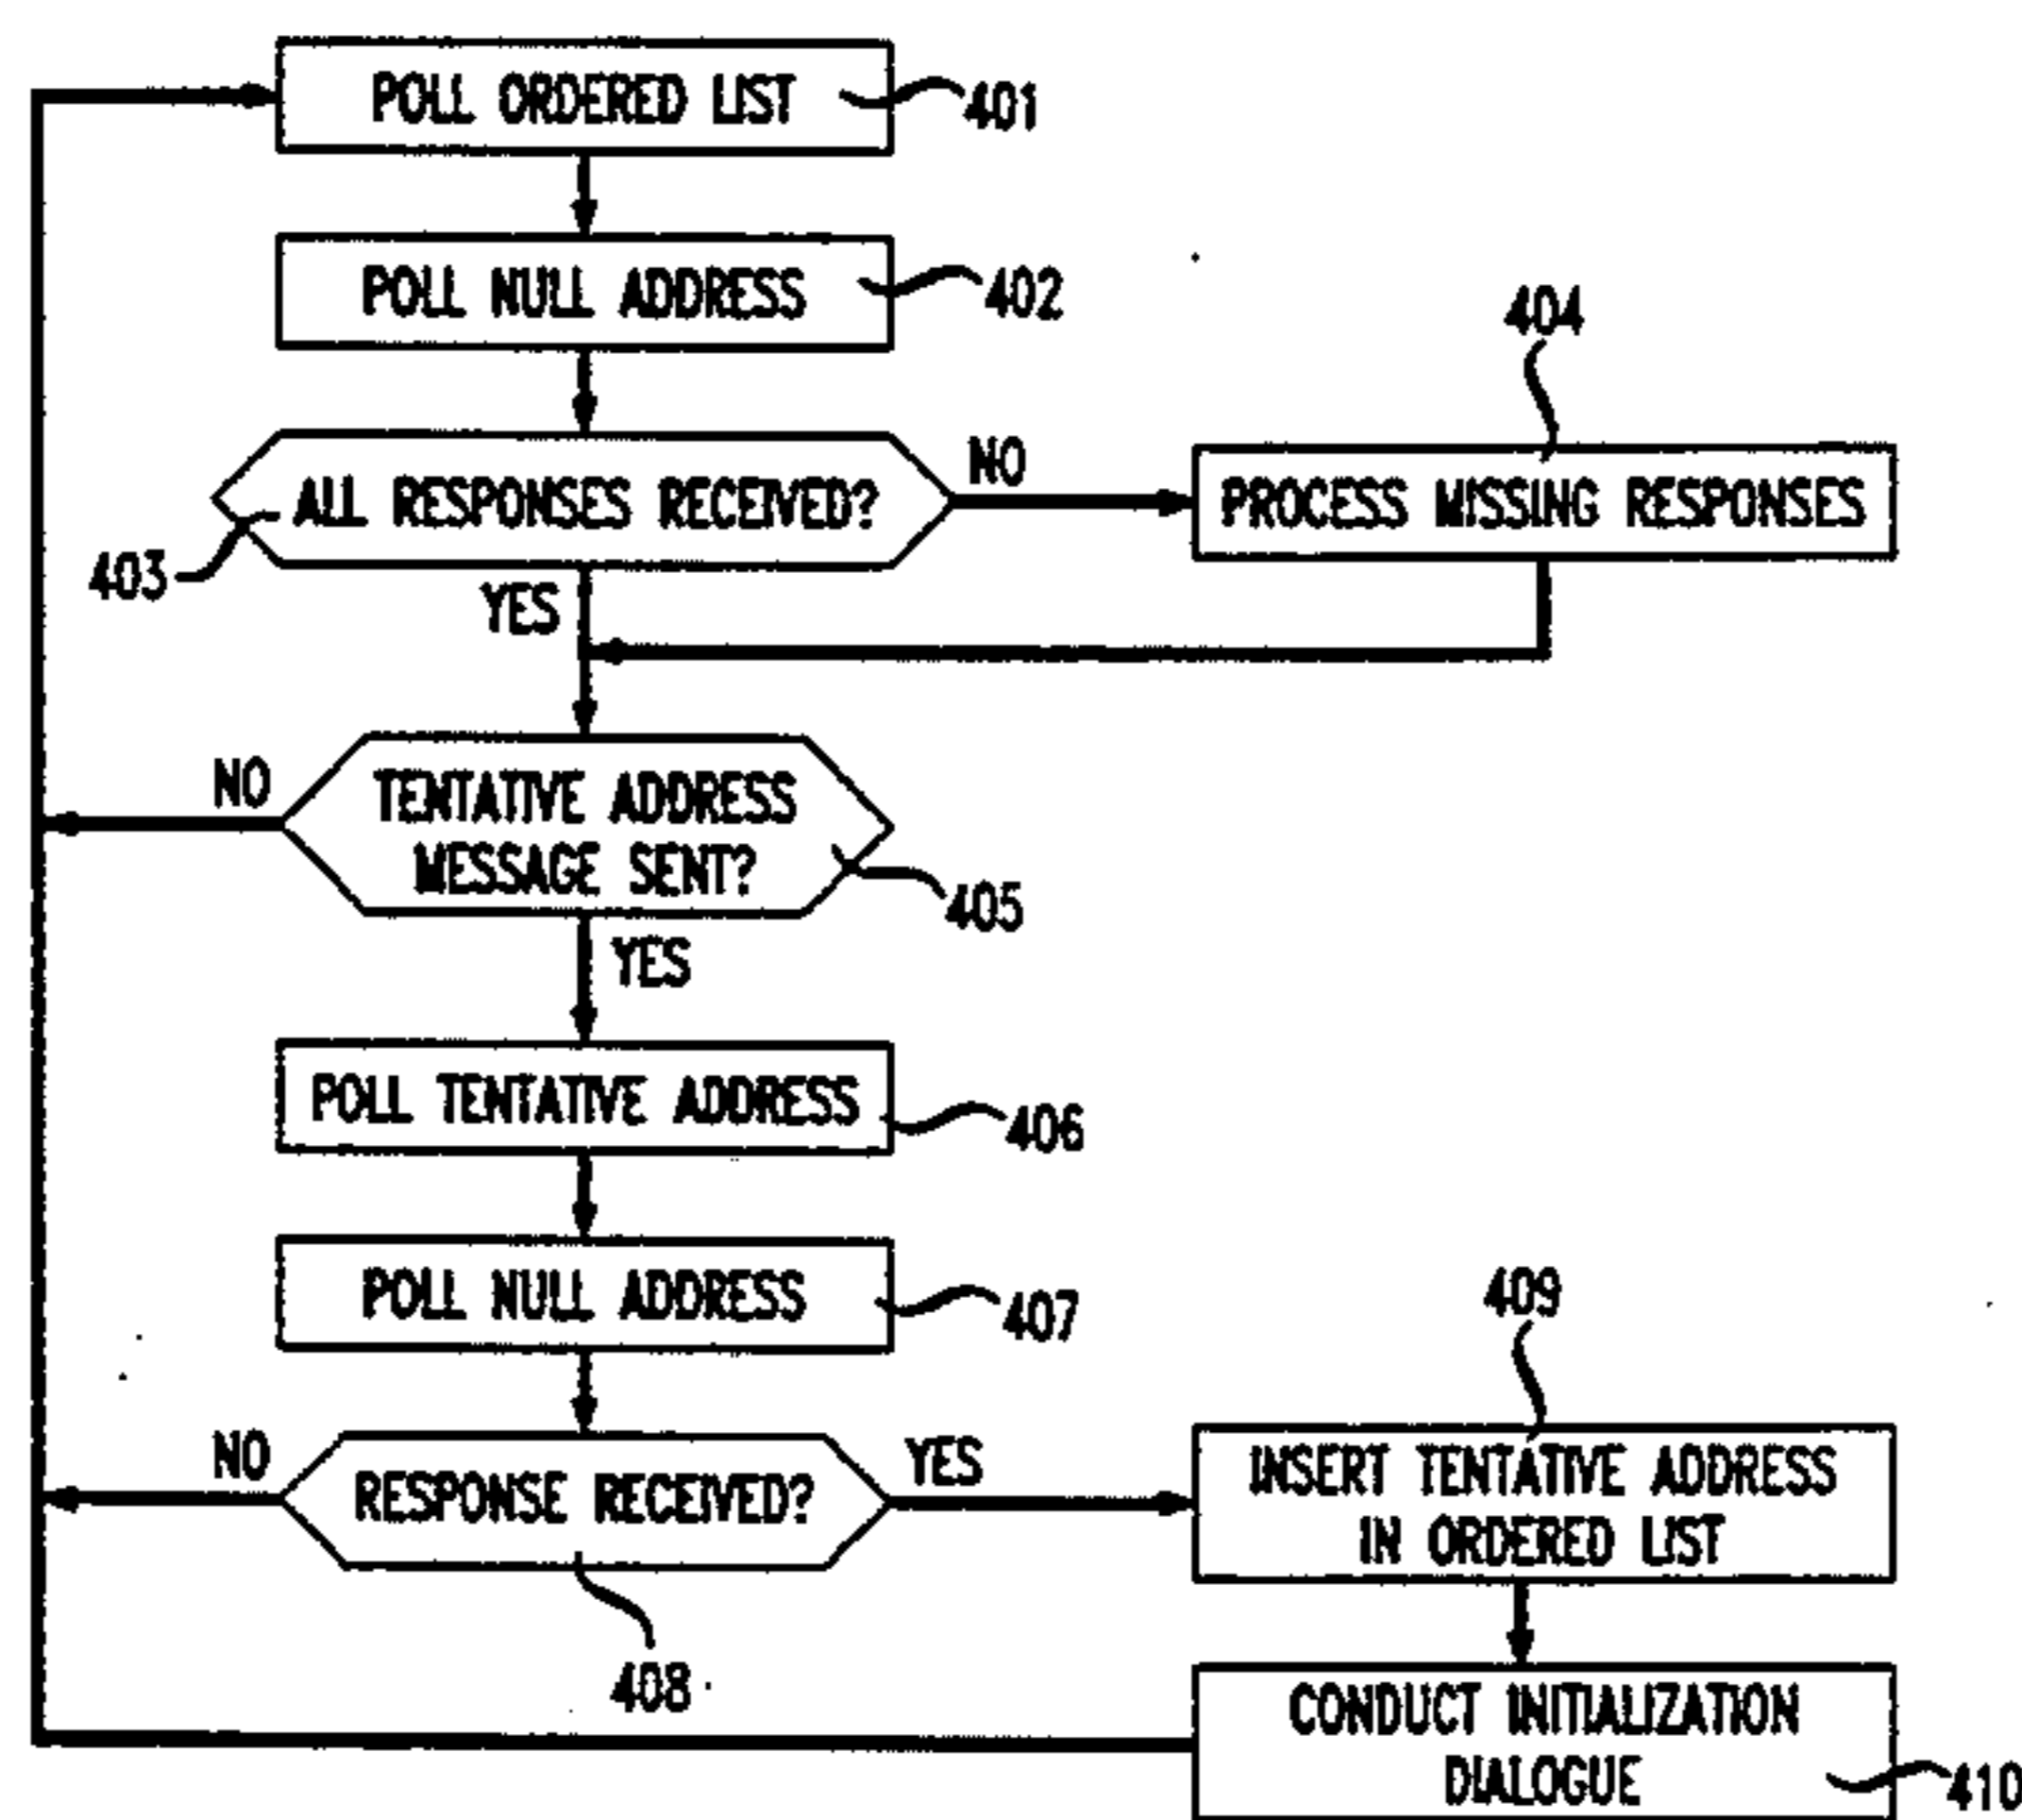 POLL ORDERED LIST
401
POLL NULL ADDRESS
402
404
ALL RESPONSES RECEIVED?
NO
PROCESS MISSING RESPONSES
403
YES
NO
TENTATIVE ADDRESS
MESSAGE SENT?
405
YES
POLL TENTATIVE ADDRESS
406
POLL NULL ADDRESS
407
409
NO
RESPONSE RECEIVED?
YES
INSERT TENTATIVE ADDRESS
IN ORDERED LIST
408
CONDUCT INITIALIZATION
DIALOGUE
410